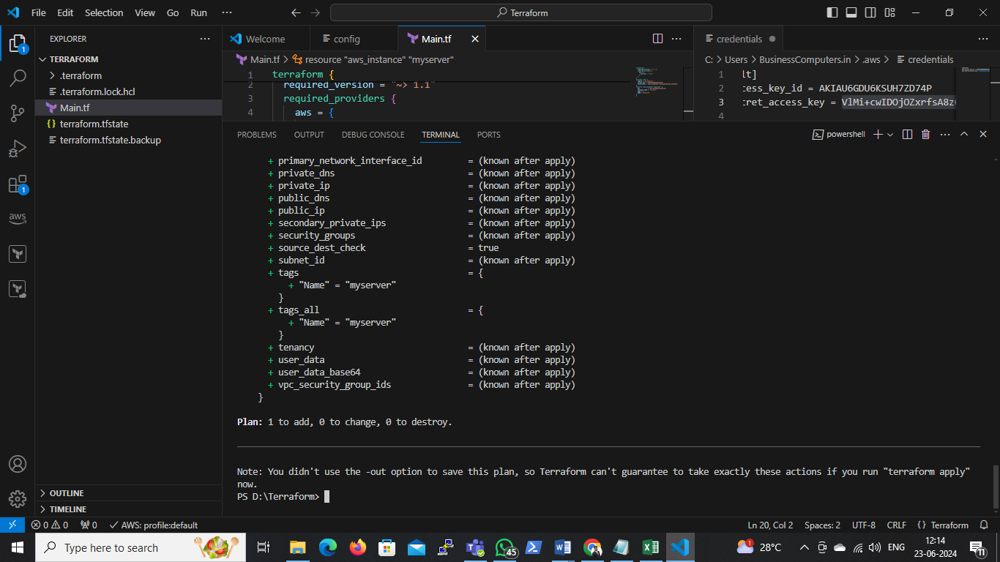 File Edit Selection View Go Run ··· Terraform
EXPLORER ···
TERRAFORM
.terraform
.terraform.lock.hcl
Main.tf
terraform.tfstate
terraform.tfstate.backup
OUTLINE
TIMELINE
Welcome config Main.tf
Main.tf > resource "aws_instance" "myserver"
1 terraform {
2 required_version = "~> 1.1"
3 required_providers {
4 aws = {
credentials
C: > Users > BusinessComputers.in > .aws > credentials
1 lt]
2 cess_key_id = AKIAU6GDU6KSUH7ZD74P
3 cret_access_key = VlMi+cwIDOjOZxrfsA8z
4
PROBLEMS OUTPUT DEBUG CONSOLE TERMINAL PORTS powershell
+ primary_network_interface_id = (known after apply)
+ private_dns = (known after apply)
+ private_ip = (known after apply)
+ public_dns = (known after apply)
+ public_ip = (known after apply)
+ secondary_private_ips = (known after apply)
+ security_groups = (known after apply)
+ source_dest_check = true
+ subnet_id = (known after apply)
+ tags = {
+ "Name" = "myserver"
}
+ tags_all = {
+ "Name" = "myserver"
}
+ tenancy = (known after apply)
+ user_data = (known after apply)
+ user_data_base64 = (known after apply)
+ vpc_security_group_ids = (known after apply)
}
Plan: 1 to add, 0 to change, 0 to destroy.
Note: You didn't use the -out option to save this plan, so Terraform can't guarantee to take exactly these actions if you run "terraform apply"
now.
PS D:\Terraform>
1
1
aws
0 0 0 AWS: profile:default Ln 20, Col 2 Spaces: 2 UTF-8 CRLF {} Terraform
Type here to search 45 1 28°C ENG 12:14
23-06-2024 11